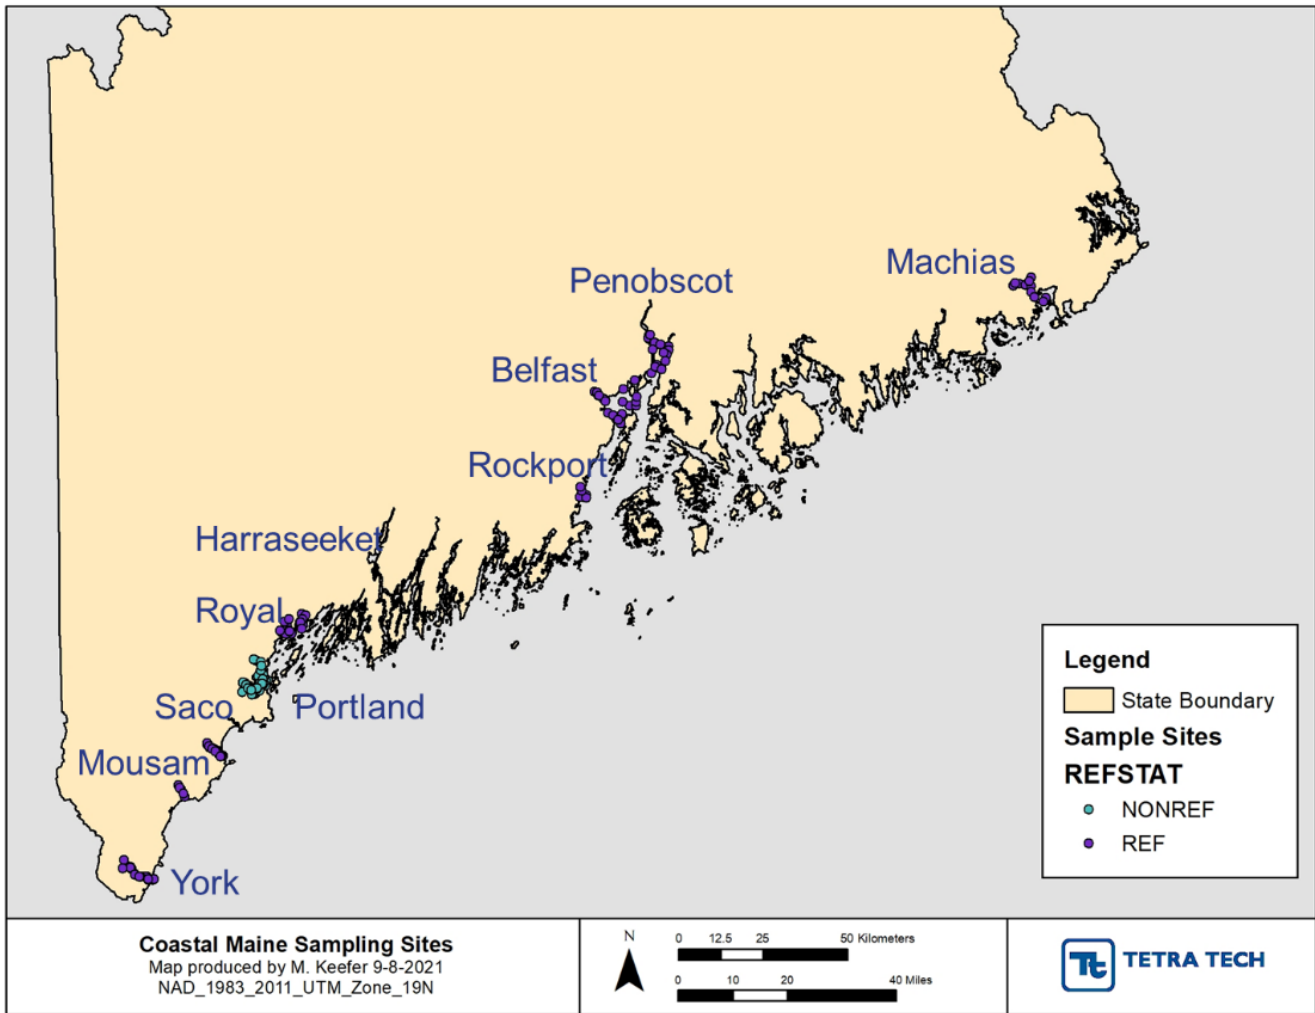 Machias
Penobscot
Belfast
Rockport
Harraseeket
Royal
Saco
Portland
Mousam
York
Legend
State Boundary
Sample Sites
REFSTAT
NONREF
REF
Coastal Maine Sampling Sites
Map produced by M. Keefer 9-8-2021
NAD_1983_2011_UTM_Zone_19N
N
0 12.5 25 50 Kilometers
0 10 20 40 Miles
Tt TETRA TECH